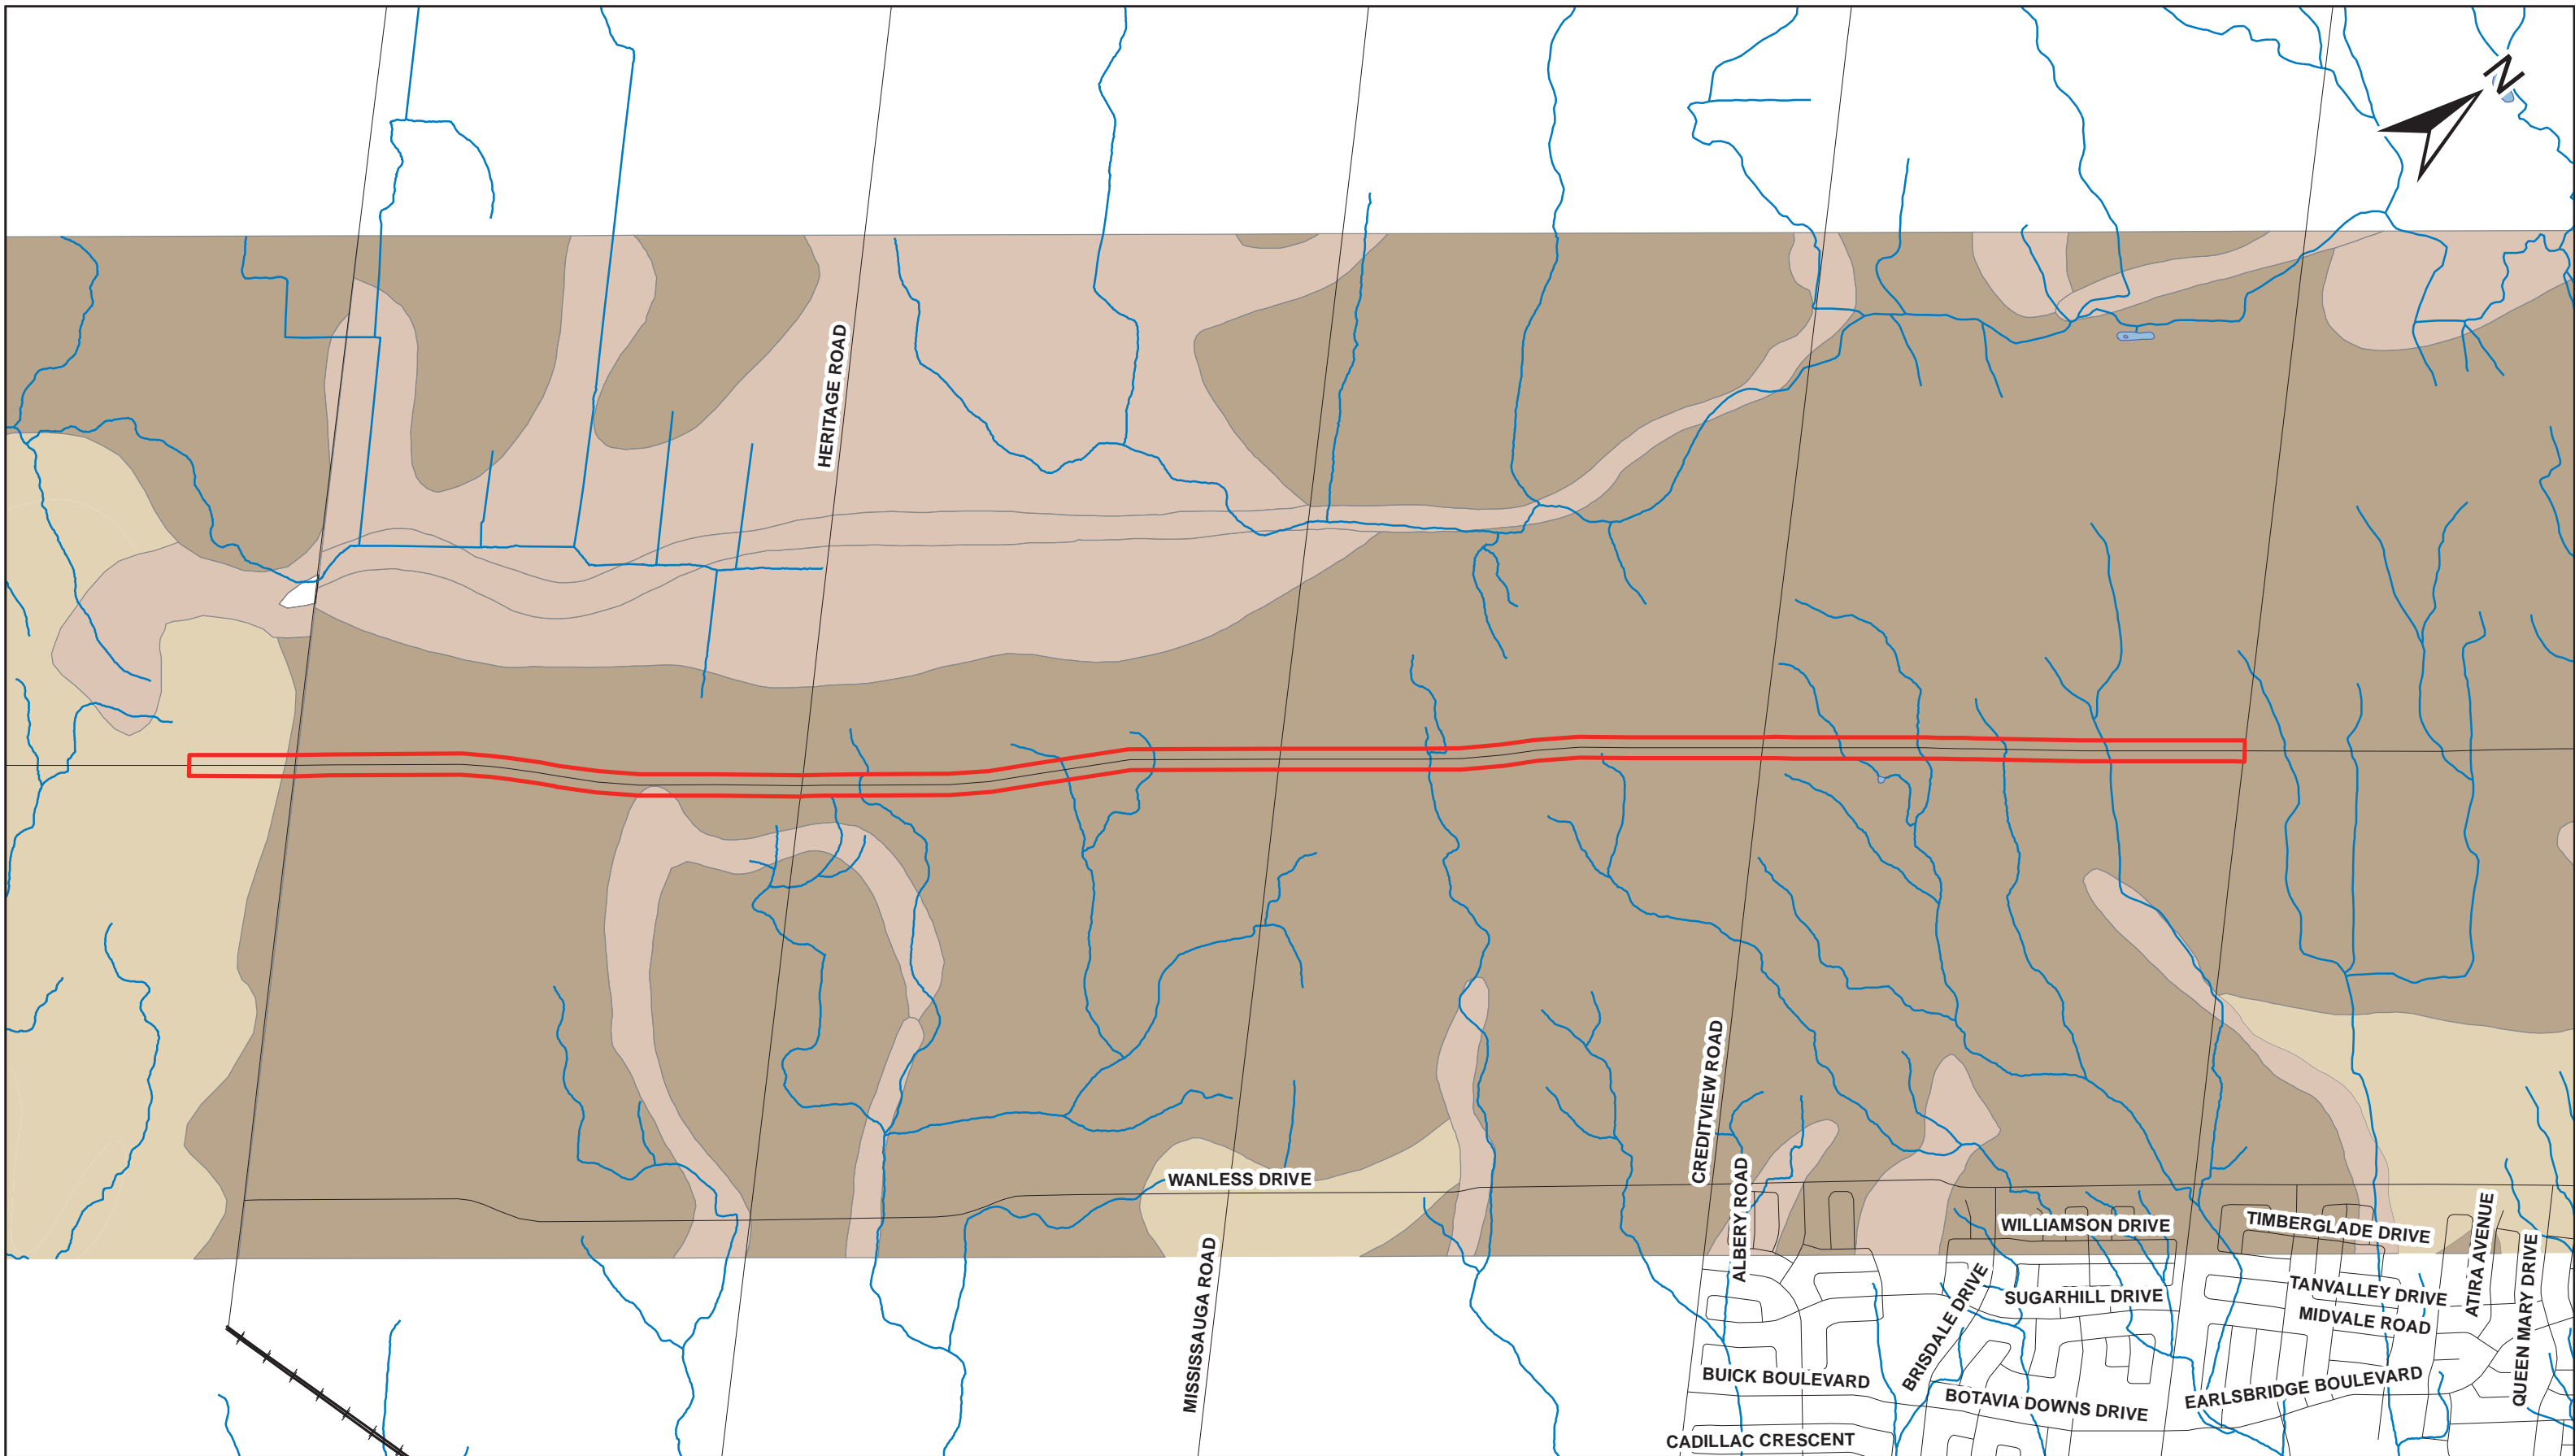 N
HERITAGE ROAD
CREDITVIEW ROAD
WANLESS DRIVE
ALBERY ROAD
WILLIAMSON DRIVE
TIMBERGLADE DRIVE
ATIRA AVENUE
QUEEN MARY DRIVE
MISSISSAUGA ROAD
BRISDALE DRIVE
SUGARHILL DRIVE
TANVALLEY DRIVE
MIDVALE ROAD
BUICK BOULEVARD
BOTAVIA DOWNS DRIVE
EARLSBRIDGE BOULEVARD
CADILLAC CRESCENT